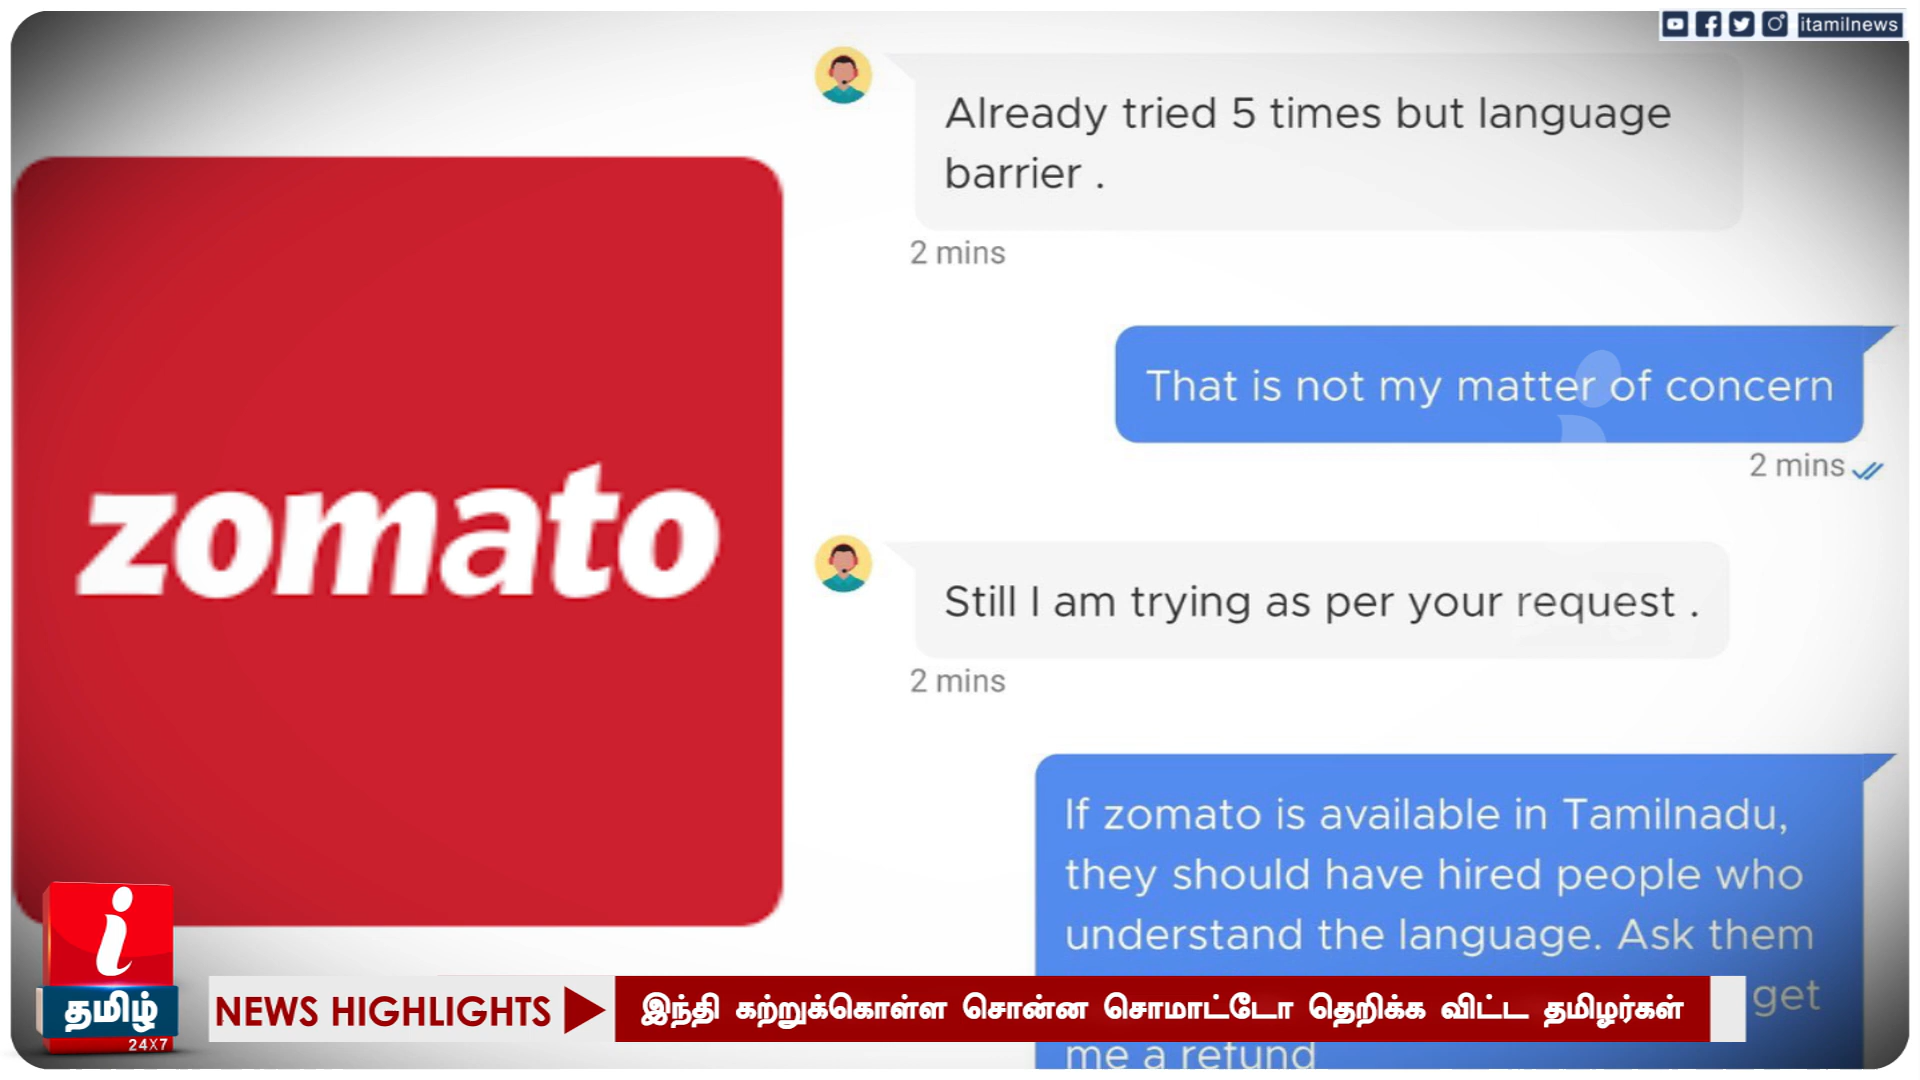 itamilnews
Already tried 5 times but language
barrier .
2 mins
That is not my matter of concern
2 mins
zomato
Still I am trying as per your request .
2 mins
If zomato is available in Tamilnadu,
they should have hired people who
understand the language. Ask them
get
me a refund
i
தமிழ்
24X7
NEWS HIGHLIGHTS
இந்தி கற்றுக்கொள்ள சொன்ன சொமாட்டோ தெறிக்க விட்ட தமிழர்கள்